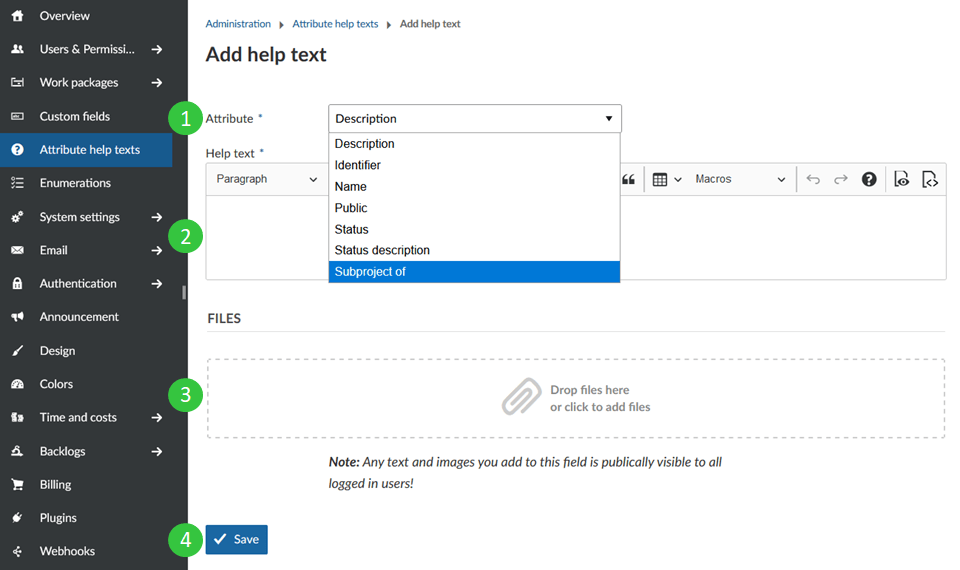 Overview
Users & Permissi...
Work packages
Custom fields
Attribute help texts
Enumerations
System settings
Email
Authentication
Announcement
Design
Colors
Time and costs
Backlogs
Billing
Plugins
Webhooks
Administration Attribute help texts Add help text
Add help text
1 Attribute * Description
Description
Identifier
Name
Public
Status
Status description
Subproject of
Help text *
Paragraph Macros
2
FILES
3
Drop files here
or click to add files
Note: Any text and images you add to this field is publically visible to all
logged in users!
4 Save